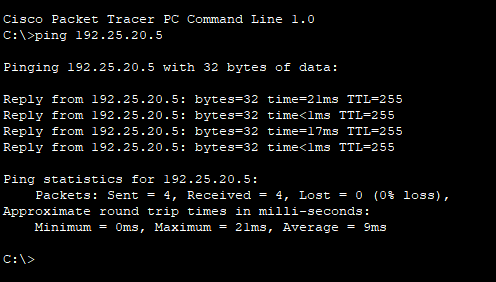 Cisco Packet Tracer PC Command Line 1.0
C:\>ping 192.25.20.5
Pinging 192.25.20.5 with 32 bytes of data:
Reply from 192.25.20.5: bytes=32 time=21ms TTL=255
Reply from 192.25.20.5: bytes=32 time<1ms TTL=255
Reply from 192.25.20.5: bytes=32 time=17ms TTL=255
Reply from 192.25.20.5: bytes=32 time<1ms TTL=255
Ping statistics for 192.25.20.5:
    Packets: Sent = 4, Received = 4, Lost = 0 (0% loss),
Approximate round trip times in milli-seconds:
    Minimum = 0ms, Maximum = 21ms, Average = 9ms
C:\>